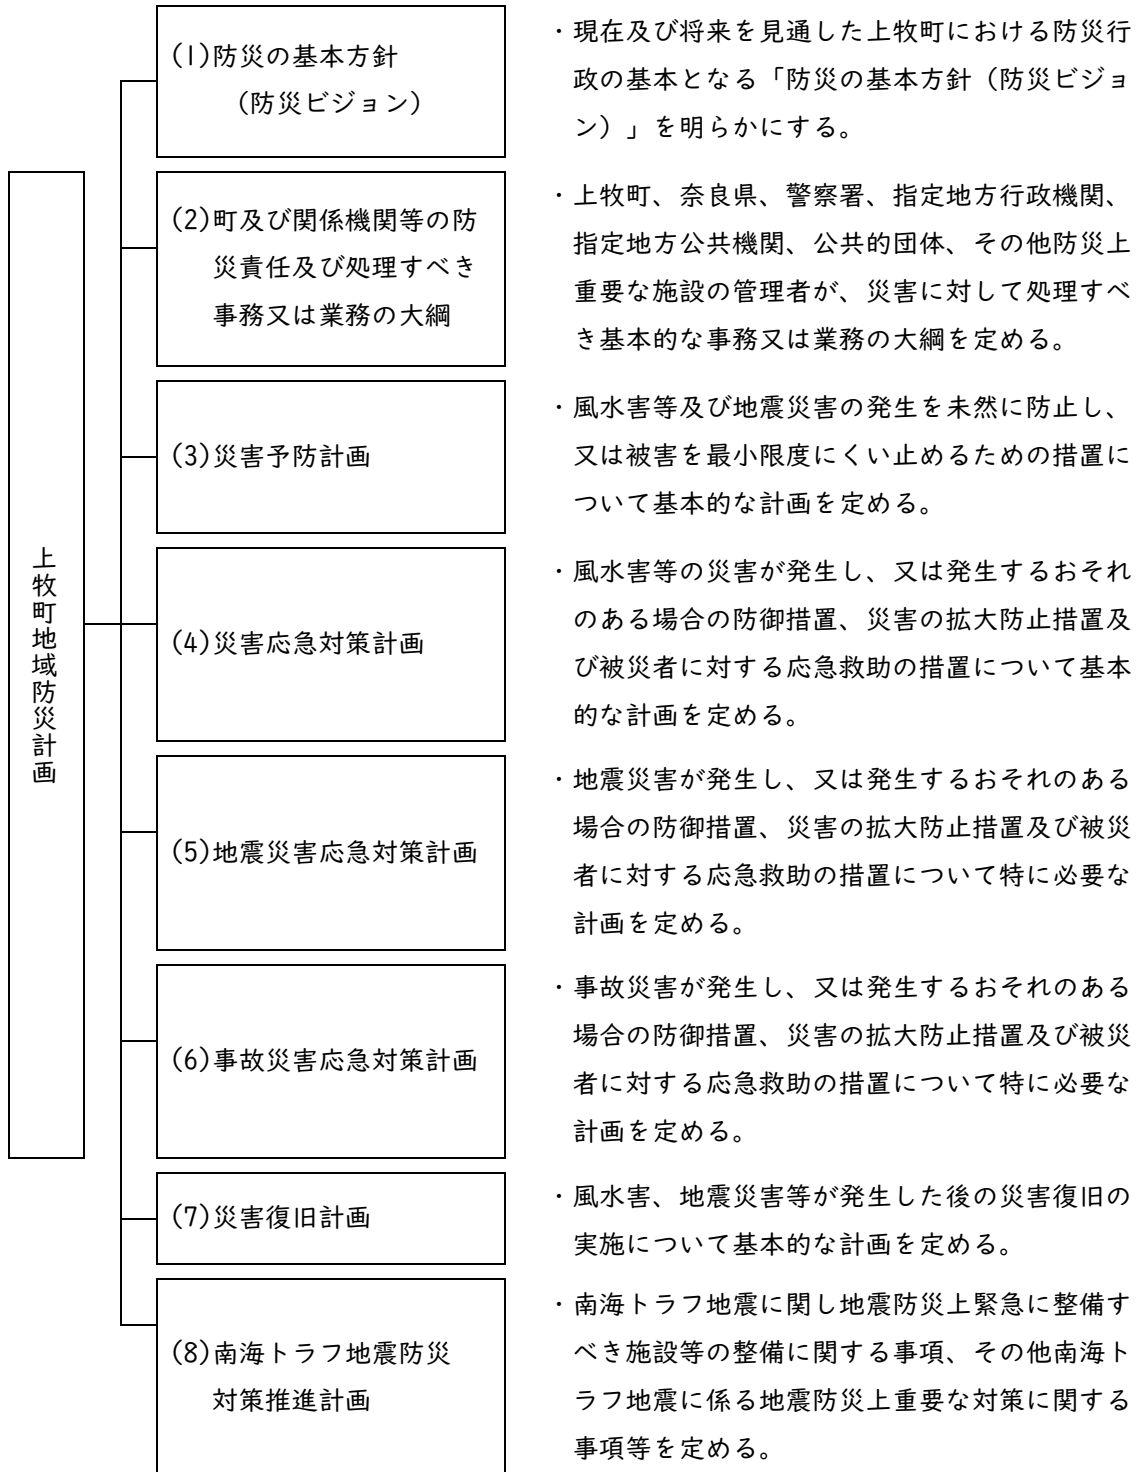 上牧町地域防災計画
(1)防災の基本方針
(防災ビジョン)
・現在及び将来を見通した上牧町における防災行
政の基本となる「防災の基本方針（防災ビジョ
ン）」を明らかにする。
(2)町及び関係機関等の防
災責任及び処理すべき
事務又は業務の大綱
・上牧町、奈良県、警察署、指定地方行政機関、
指定地方公共機関、公共的団体、その他防災上
重要な施設の管理者が、災害に対して処理すべ
き基本的な事務又は業務の大綱を定める。
(3)災害予防計画
・風水害等及び地震災害の発生を未然に防止し、
又は被害を最小限度にくい止めるための措置に
ついて基本的な計画を定める。
(4)災害応急対策計画
・風水害等の災害が発生し、又は発生するおそれ
のある場合の防御措置、災害の拡大防止措置及
び被災者に対する応急救助の措置について基本
的な計画を定める。
(5)地震災害応急対策計画
・地震災害が発生し、又は発生するおそれのある
場合の防御措置、災害の拡大防止措置及び被災
者に対する応急救助の措置について特に必要な
計画を定める。
(6)事故災害応急対策計画
・事故災害が発生し、又は発生するおそれのある
場合の防御措置、災害の拡大防止措置及び被災
者に対する応急救助の措置について特に必要な
計画を定める。
(7)災害復旧計画
・風水害、地震災害等が発生した後の災害復旧の
実施について基本的な計画を定める。
(8)南海トラフ地震防災
対策推進計画
・南海トラフ地震に関し地震防災上緊急に整備す
べき施設等の整備に関する事項、その他南海ト
ラフ地震に係る地震防災上重要な対策に関する
事項等を定める。